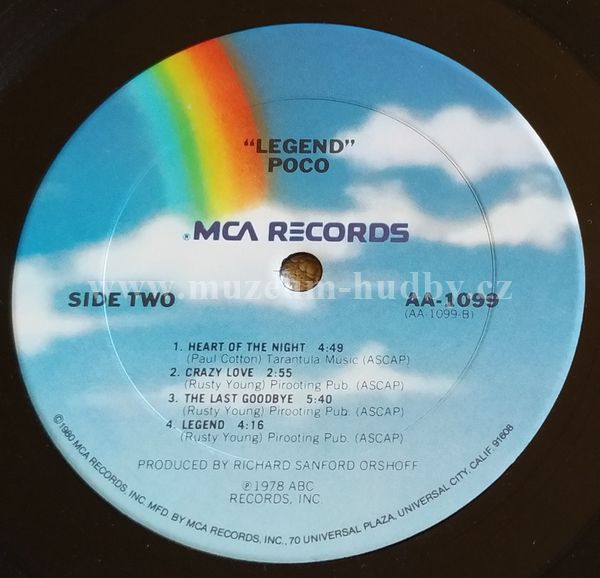 "LEGEND"
POCO
® MCA RECORDS
www.muzeum-hudby.cz
SIDE TWO
AA-1099
(AA-1099-B)
1. HEART OF THE NIGHT 4:49
(Paul Cotton) Tarantula Music (ASCAP)
2. CRAZY LOVE 2:55
(Rusty Young) Pirooting Pub. (ASCAP)
3. THE LAST GOODBYE 5:40
(Rusty Young) Pirooting Pub. (ASCAP)
4. LEGEND 4:16
(Rusty Young) Pirooting Pub. (ASCAP)
PRODUCED BY RICHARD SANFORD ORSHOFF
℗1978 ABC
RECORDS, INC.
©1980 MCA RECORDS, INC. MFD. BY MCA RECORDS, INC., 70 UNIVERSAL PLAZA, UNIVERSAL CITY, CALIF. 91608